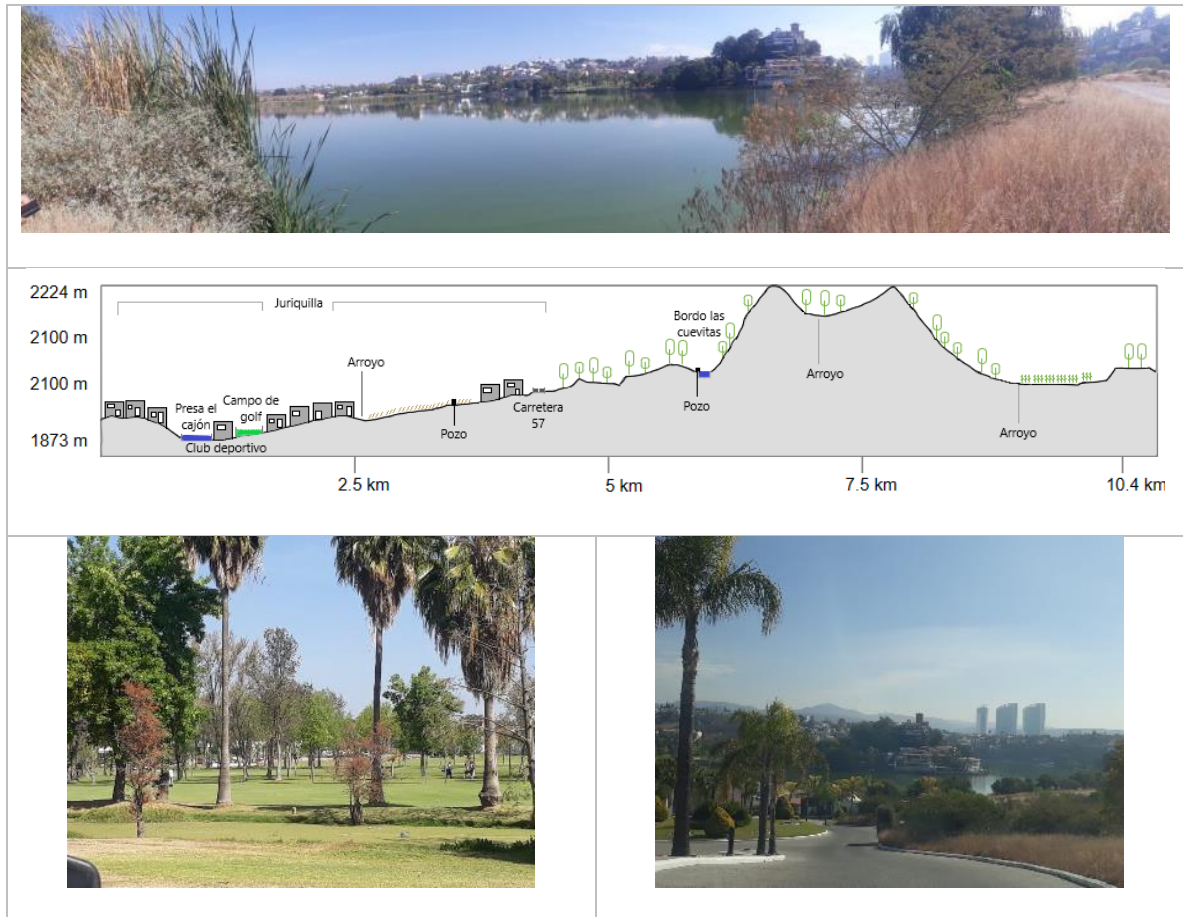 2224 m
2100 m
2100 m
1873 m
Juriquilla
Arroyo
Presa el
cajón
Campo de
golf
Club deportivo
Pozo
Carretera
57
Bordo las
cuevitas
Pozo
Arroyo
Arroyo
2.5 km
5 km
7.5 km
10.4 km